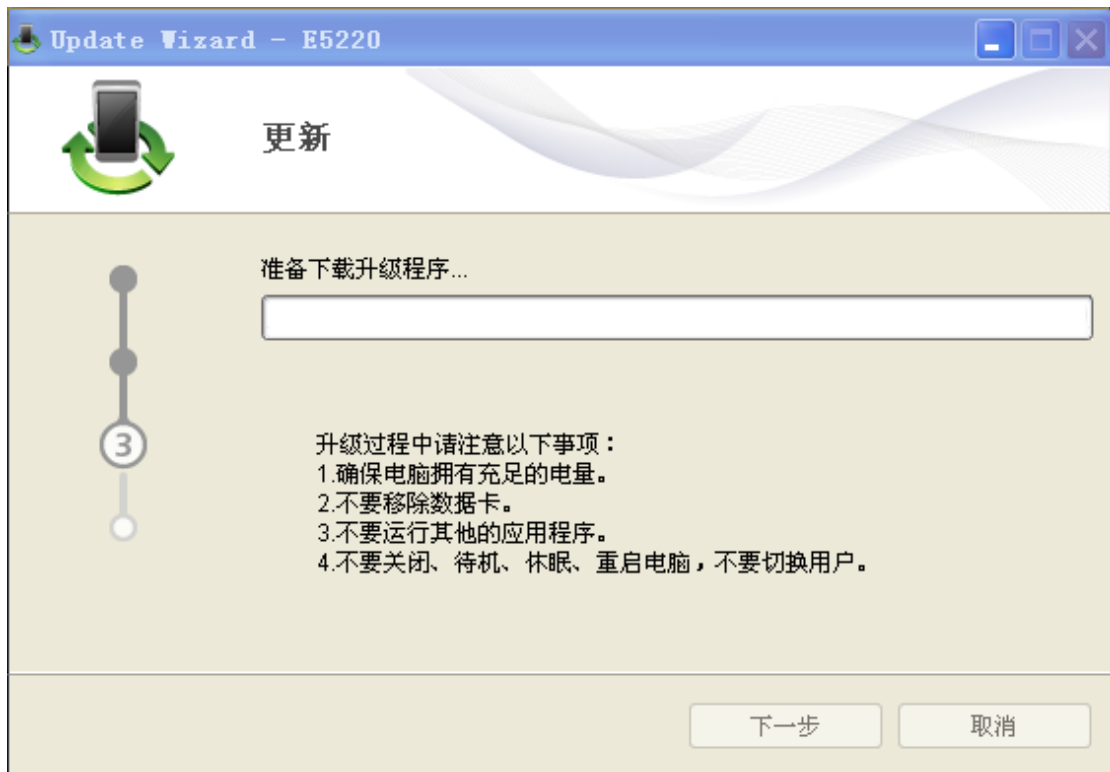 Update Wizard - E5220
更新
准备下载升级程序...
3
升级过程中请注意以下事项：
1.确保电脑拥有充足的电量。
2.不要移除数据卡。
3.不要运行其他的应用程序。
4.不要关闭、待机、休眠、重启电脑，不要切换用户。
下一步
取消